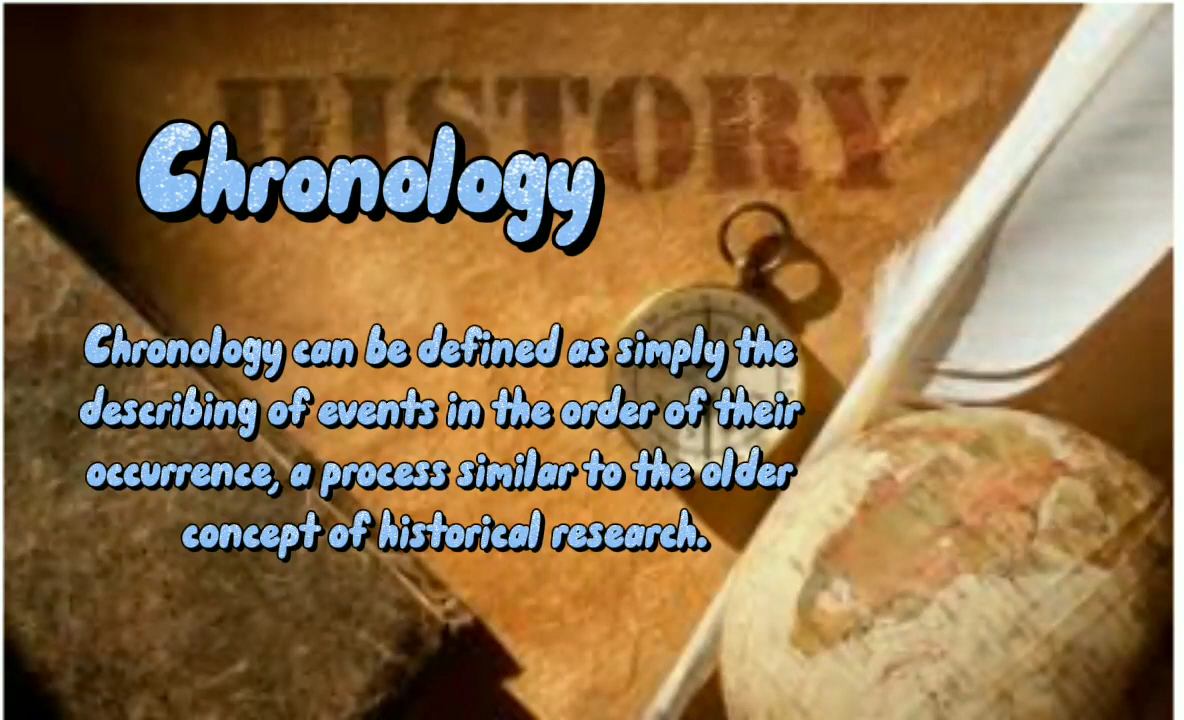 HISTORY
Chronology
Chronology can be defined as simply the
describing of events in the order of their
occurrence, a process similar to the older
concept of historical research.